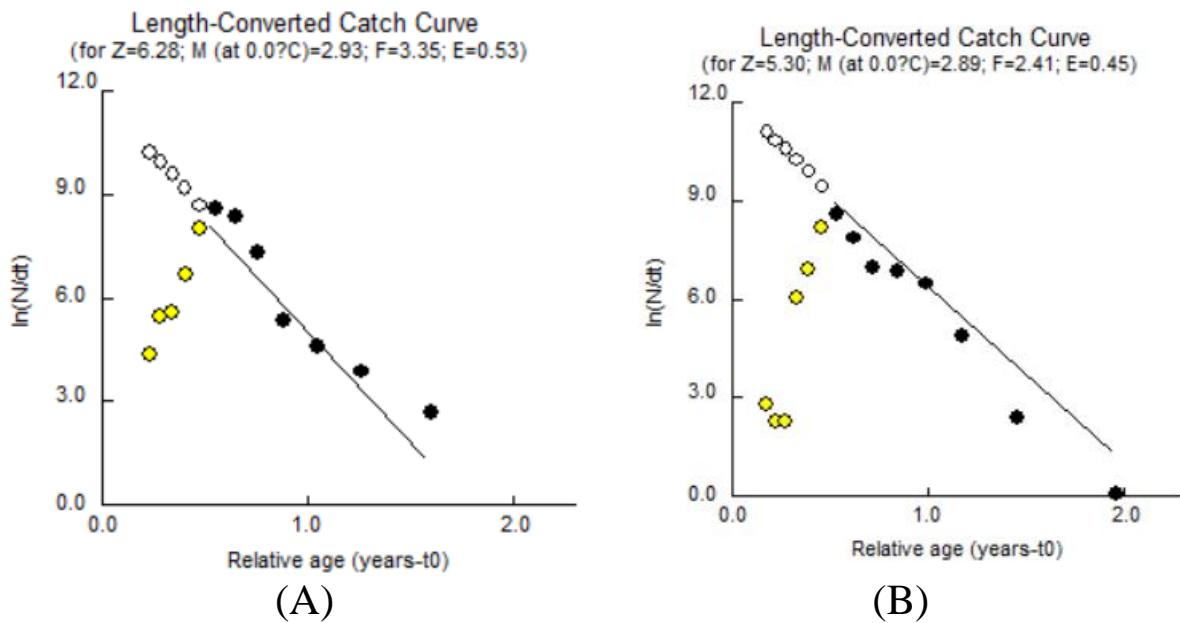 Length-Converted Catch Curve
(for Z=6.28; M (at 0.0?C)=2.93; F=3.35; E=0.53)
12.0
9.0
6.0
3.0
0.0
ln(N/dt)
0.0 1.0 2.0
Relative age (years-t0)
(A)
Length-Converted Catch Curve
(for Z=5.30; M (at 0.0?C)=2.89; F=2.41; E=0.45)
12.0
9.0
6.0
3.0
0.0
ln(N/dt)
0.0 1.0 2.0
Relative age (years-t0)
(B)